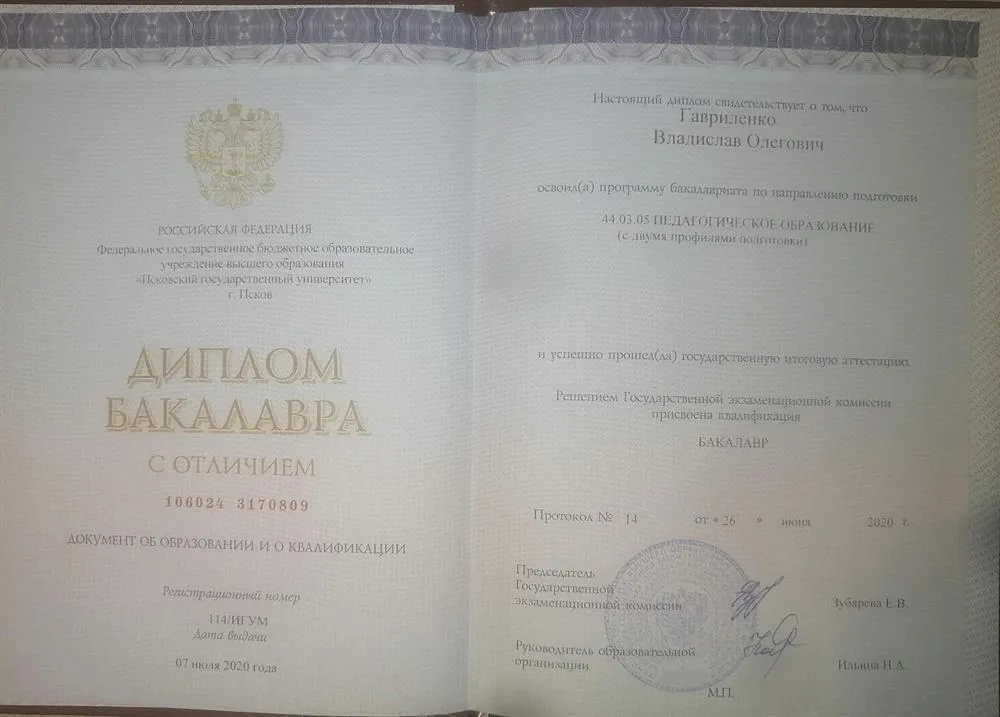 РОССИЙСКАЯ ФЕДЕРАЦИЯ
Федеральное государственное бюджетное образовательное
учреждение высшего образования
«Псковский государственный университет»
г. Псков
ДИПЛОМ
БАКАЛАВРА
С ОТЛИЧИЕМ
106024 3170809
ДОКУМЕНТ ОБ ОБРАЗОВАНИИ И О КВАЛИФИКАЦИИ
Регистрационный номер
114/ИГУМ
Дата выдачи
07 июля 2020 года
Настоящий диплом свидетельствует о том, что
Гавриленко
Владислав Олегович
освоил(а) программу бакалавриата по направлению подготовки
44.03.05 ПЕДАГОГИЧЕСКОЕ ОБРАЗОВАНИЕ
(с двумя профилями подготовки)
и успешно прошел(ла) государственную итоговую аттестацию.
Решением Государственной экзаменационной комиссии
присвоена квалификация
БАКАЛАВР
Протокол № 14 от « 26 » июня 2020 г.
Председатель
Государственной
экзаменационной комиссии Зубарева Е.В.
Руководитель образовательной
организации Ильина Н.А.
М.П.